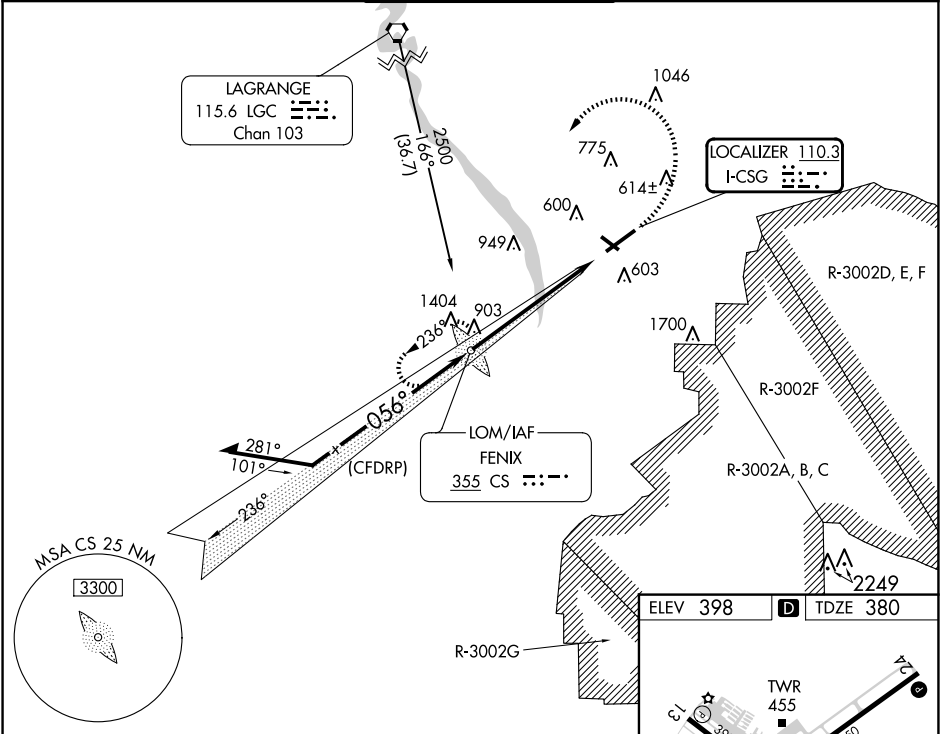 LAGRANGE
115.6 LGC
Chan 103
2500
166°
(36.7)
1046
775
614±
600
949
603
LOCALIZER 110.3
I-CSG
1404
903
236°
1700
R-3002D, E, F
R-3002F
R-3002A, B, C
056°
281°
101°
(CFDRP)
236°
LOM/IAF
FENIX
355 CS
MSA CS 25 NM
3300
2249
R-3002G
ELEV 398
D
TDZE 380
TWR
455
24
13
P
P